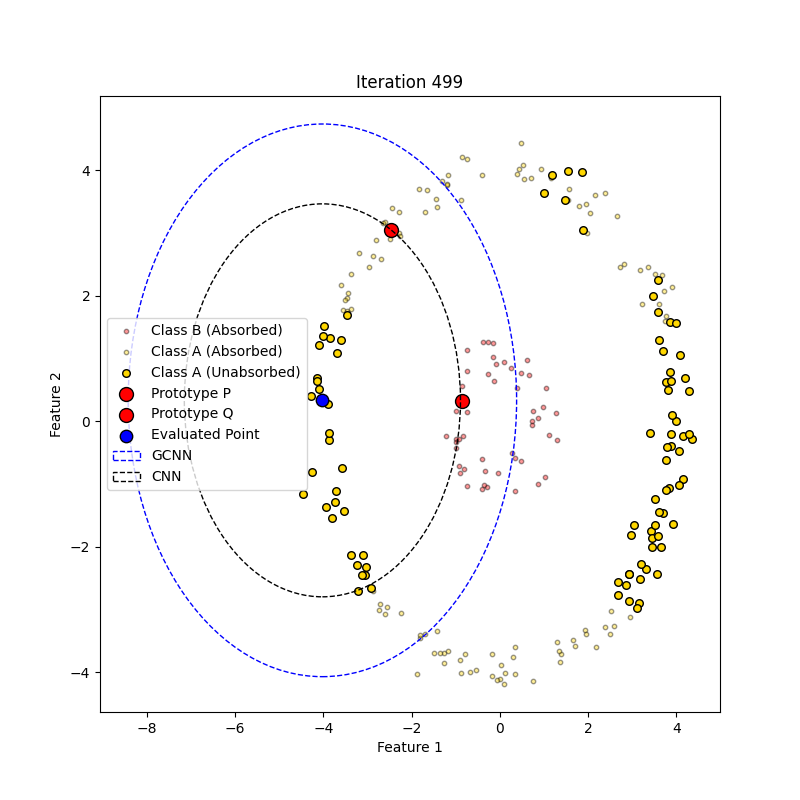 Iteration 499
4
2
0
−2
−4
Feature 2
Class B (Absorbed)
Class A (Absorbed)
Class A (Unabsorbed)
Prototype P
Prototype Q
Evaluated Point
GCNN
CNN
−8
−6
−4
−2
0
2
4
Feature 1